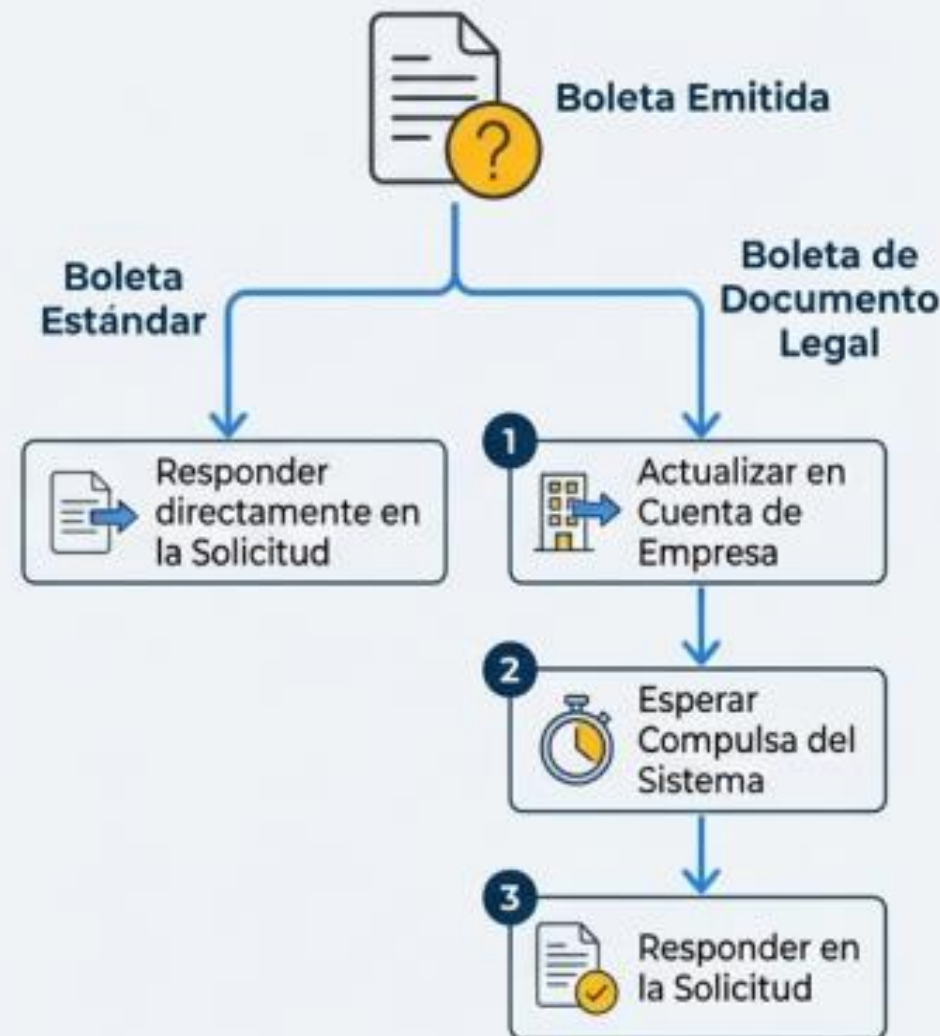 Boleta Emitida
Boleta
Estándar
Boleta de
Documento
Legal
Responder
directamente en
la Solicitud
1
Actualizar en
Cuenta de
Empresa
2
Esperar
Compulsa del
Sistema
3
Responder en
la Solicitud